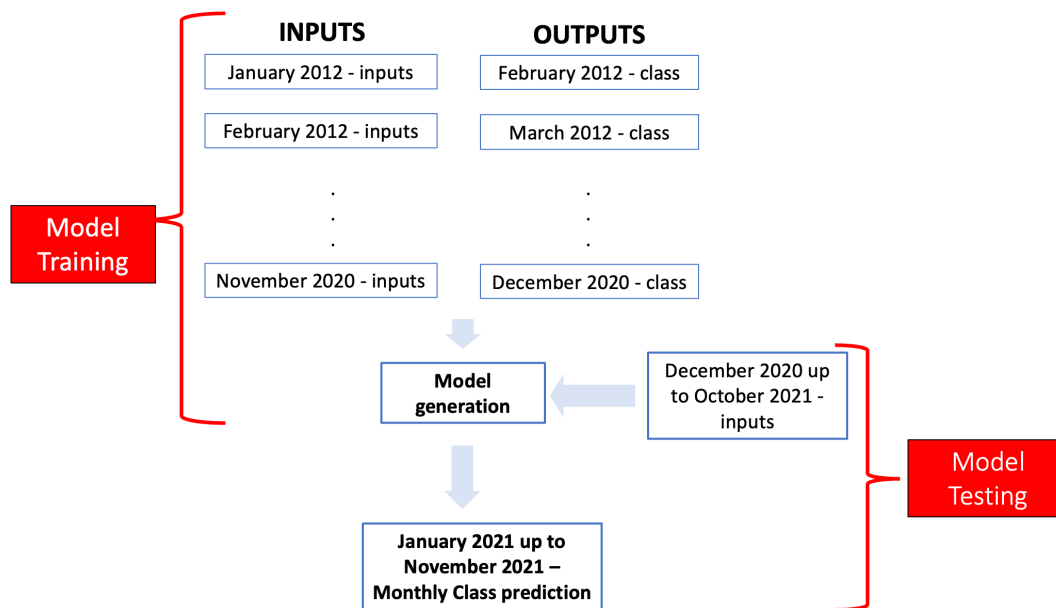 INPUTS
OUTPUTS
January 2012 - inputs
February 2012 - class
February 2012 - inputs
March 2012 - class
.
.
.
.
.
.
Model
Training
November 2020 - inputs
December 2020 - class
Model
generation
December 2020 up
to October 2021 -
inputs
Model
Testing
January 2021 up to
November 2021 –
Monthly Class prediction